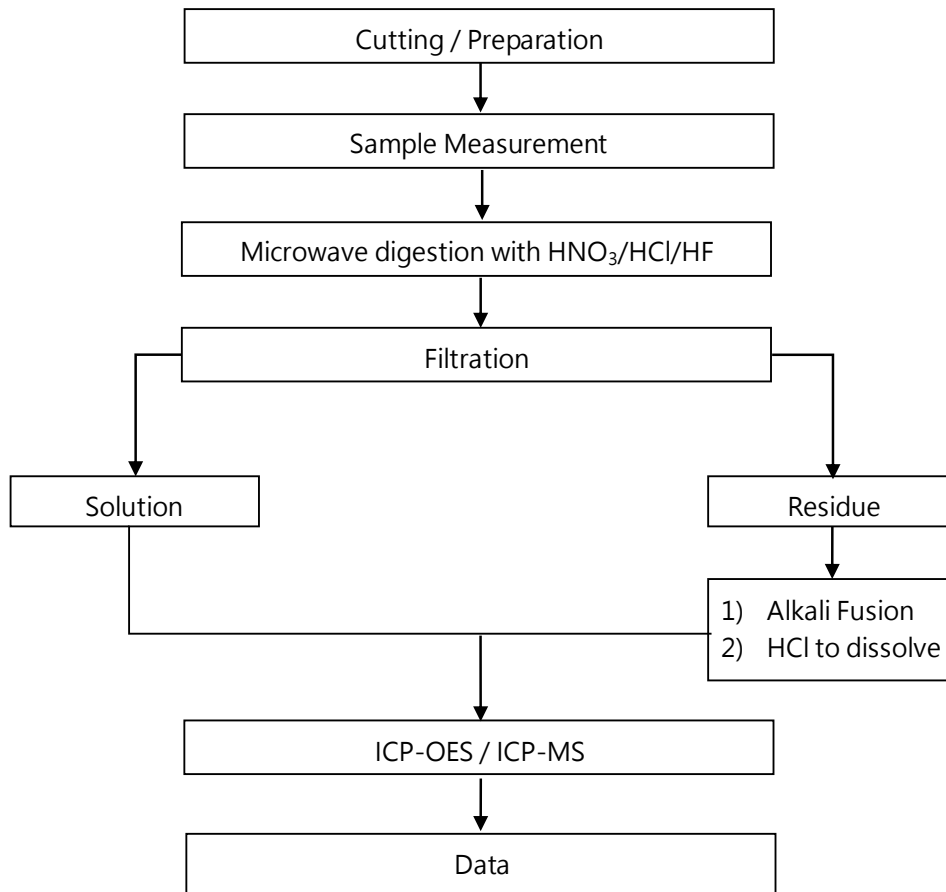 Cutting / Preparation
Sample Measurement
Microwave digestion with HNO₃/HCl/HF
Filtration
Solution
Residue
1) Alkali Fusion
2) HCl to dissolve
ICP-OES / ICP-MS
Data